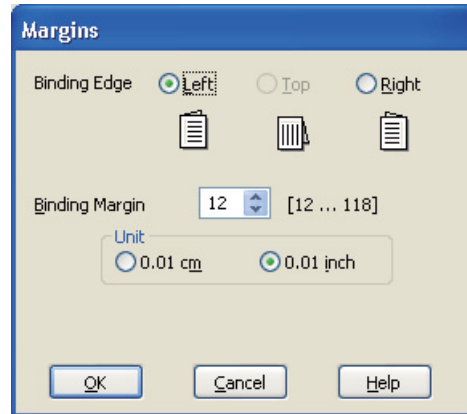 Margins
Binding Edge Left Top Right
Binding Margin 12 [12 ... 118]
Unit
0.01 cm 0.01 inch
OK Cancel Help